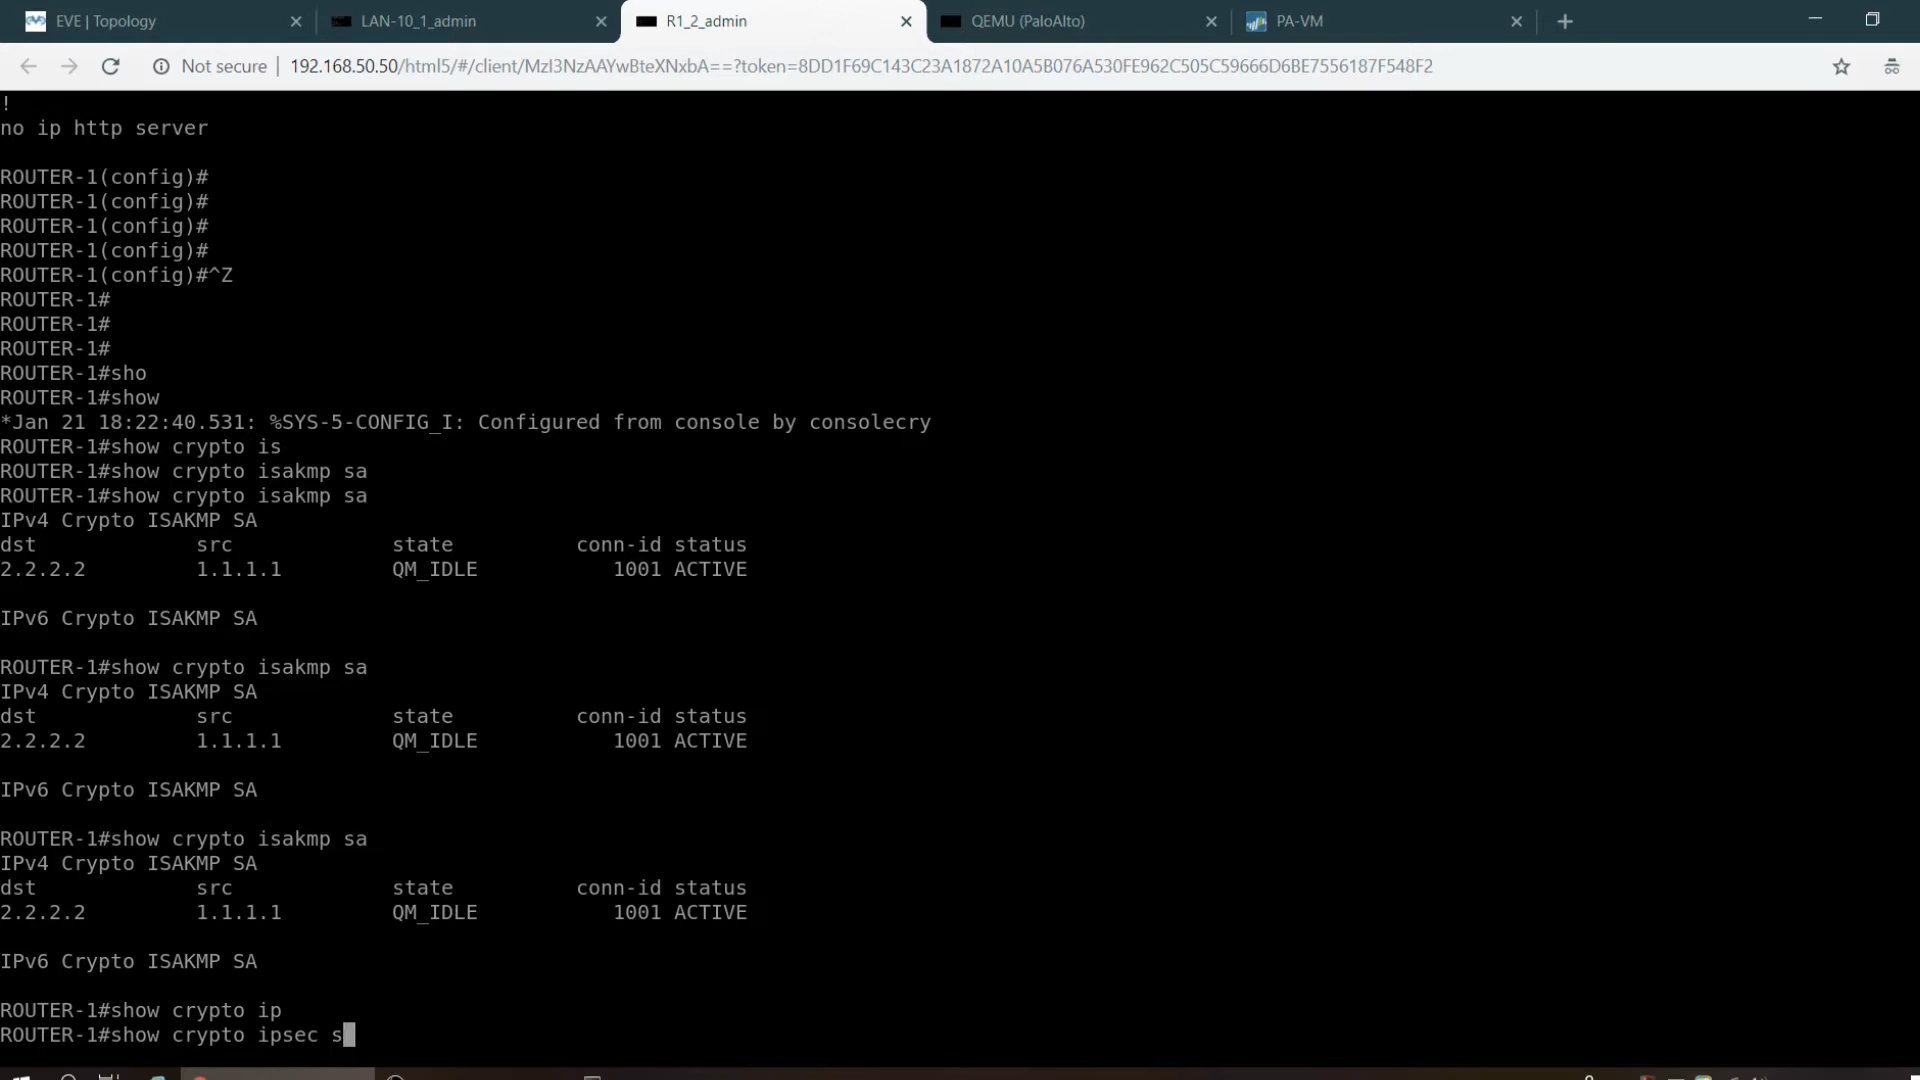 EVE | Topology
LAN-10_1_admin
R1_2_admin
QEMU (PaloAlto)
PA-VM
Not secure
192.168.50.50/html5/#/client/MzI3NzAAYwBteXNxbA==?token=8DD1F69C143C23A1872A10A5B076A530FE962C505C59666D6BE7556187F548F2
!
no ip http server
ROUTER-1(config)#
ROUTER-1(config)#
ROUTER-1(config)#
ROUTER-1(config)#
ROUTER-1(config)#^Z
ROUTER-1#
ROUTER-1#
ROUTER-1#
ROUTER-1#sho
ROUTER-1#show
*Jan 21 18:22:40.531: %SYS-5-CONFIG_I: Configured from console by consolecry
ROUTER-1#show crypto is
ROUTER-1#show crypto isakmp sa
ROUTER-1#show crypto isakmp sa
IPv4 Crypto ISAKMP SA
dst src state conn-id status
2.2.2.2 1.1.1.1 QM_IDLE 1001 ACTIVE
IPv6 Crypto ISAKMP SA
ROUTER-1#show crypto isakmp sa
IPv4 Crypto ISAKMP SA
dst src state conn-id status
2.2.2.2 1.1.1.1 QM_IDLE 1001 ACTIVE
IPv6 Crypto ISAKMP SA
ROUTER-1#show crypto isakmp sa
IPv4 Crypto ISAKMP SA
dst src state conn-id status
2.2.2.2 1.1.1.1 QM_IDLE 1001 ACTIVE
IPv6 Crypto ISAKMP SA
ROUTER-1#show crypto ip
ROUTER-1#show crypto ipsec s